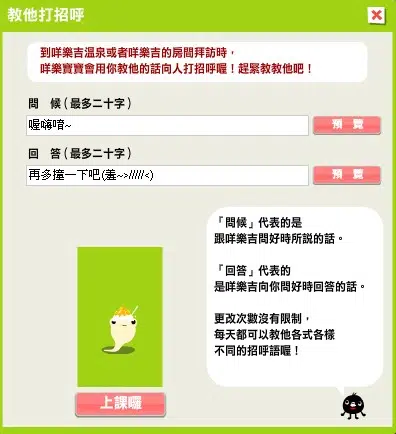 教他打招呼
到咩樂吉温泉或者咩樂吉的房間拜訪時，
咩樂寶寶會用你教他的話向人打招呼喔！趕緊教教他吧！
問 候（最多二十字）
喔嗨唷~
預 覽
回 答（最多二十字）
再多撞一下吧(羞~>/////<)
預 覽
『問候』代表的是
跟咩樂吉問好時所說的話。
『回答』代表的
是咩樂吉向你問好時回答的話。
更改次數沒有限制，
每天都可以教他各式各樣
不同的招呼語喔！
上課囉